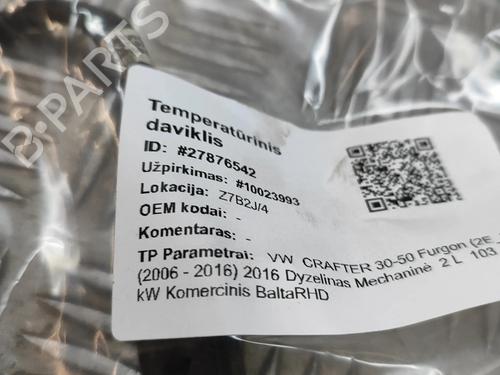 B-PARTS
Temperatūrinis
daviklis
ID: #27876542
Užpirkimas: #10023993
Lokacija: Z7B2J/4
OEM kodai: -
Komentaras: -
TP Parametrai: VW CRAFTER 30-50 Furgon (2E_
(2006 - 2016) 2016 Dyzelinas Mechaninė 2 L 103
kW Komercinis BaltaRHD